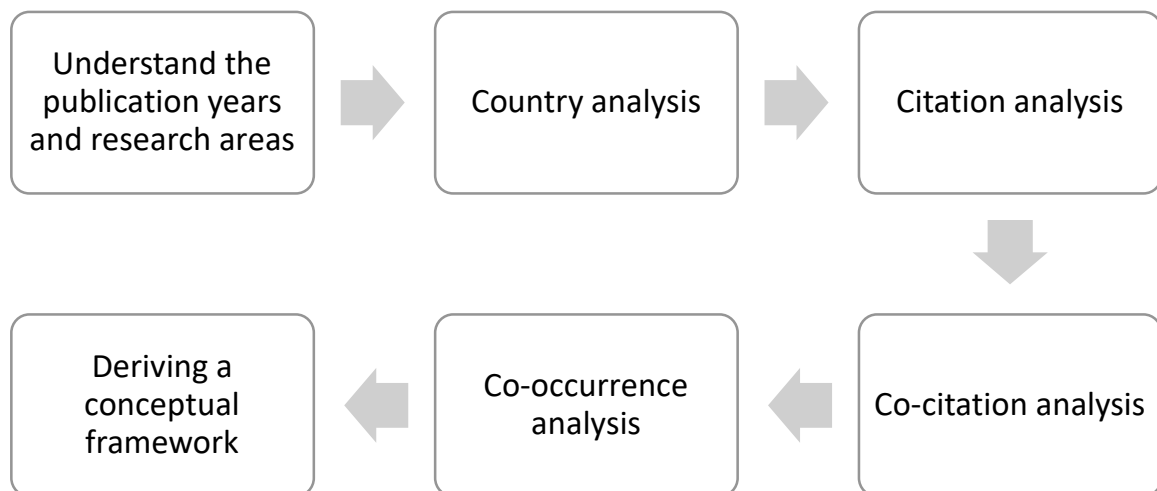 Understand the
publication years
and research areas
Country analysis
Citation analysis
Co-citation analysis
Co-occurrence
analysis
Deriving a
conceptual
framework